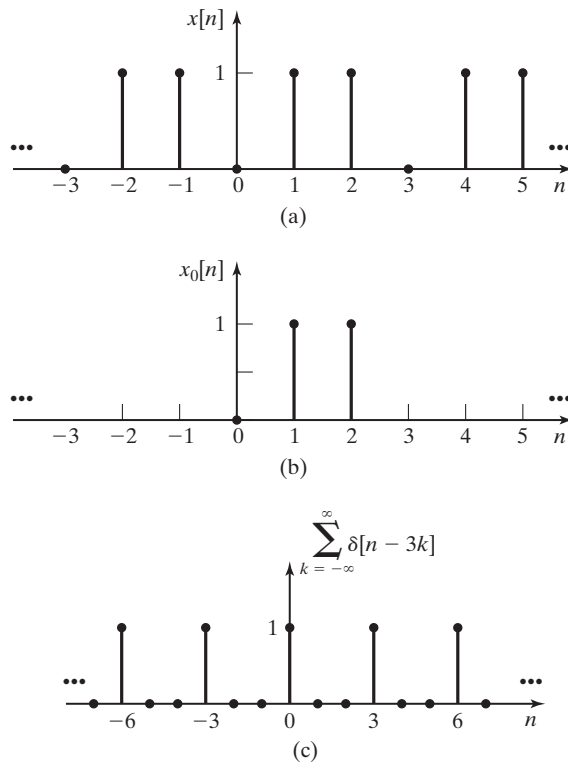 x[n]
1
••• •••
−3 −2 −1 0 1 2 3 4 5 n
(a)
x₀[n]
1
••• •••
−3 −2 −1 0 1 2 3 4 5 n
(b)
∞
∑ δ[n − 3k]
k = −∞
1
••• •••
−6 −3 0 3 6 n
(c)